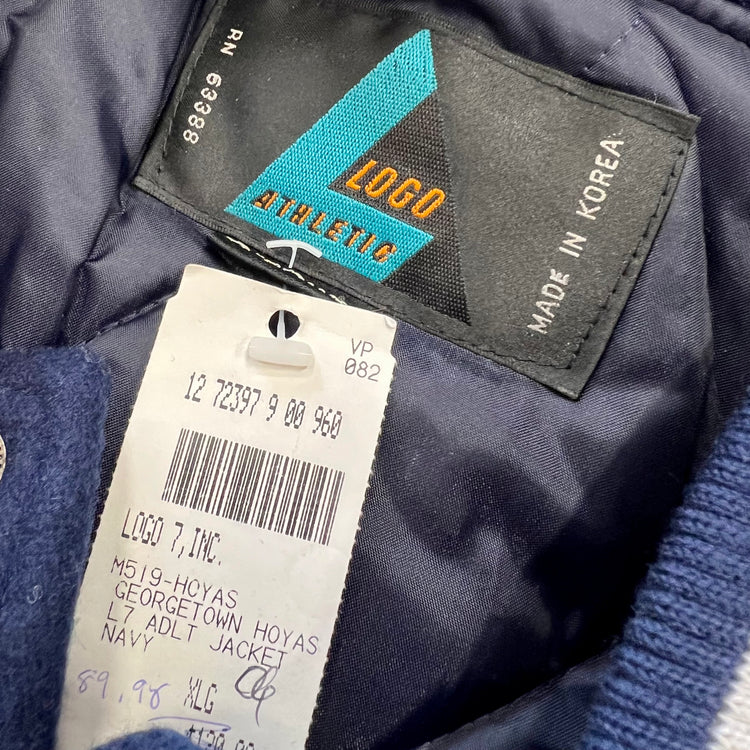 RN 63388
LOGO
ATHLETIC
MADE IN KOREA
VP
082
12 72397 9 00 960
LOGO 7, INC.
M519-HOYAS
GEORGETOWN HOYAS
L7 ADLT JACKET
NAVY
89.98 XLG